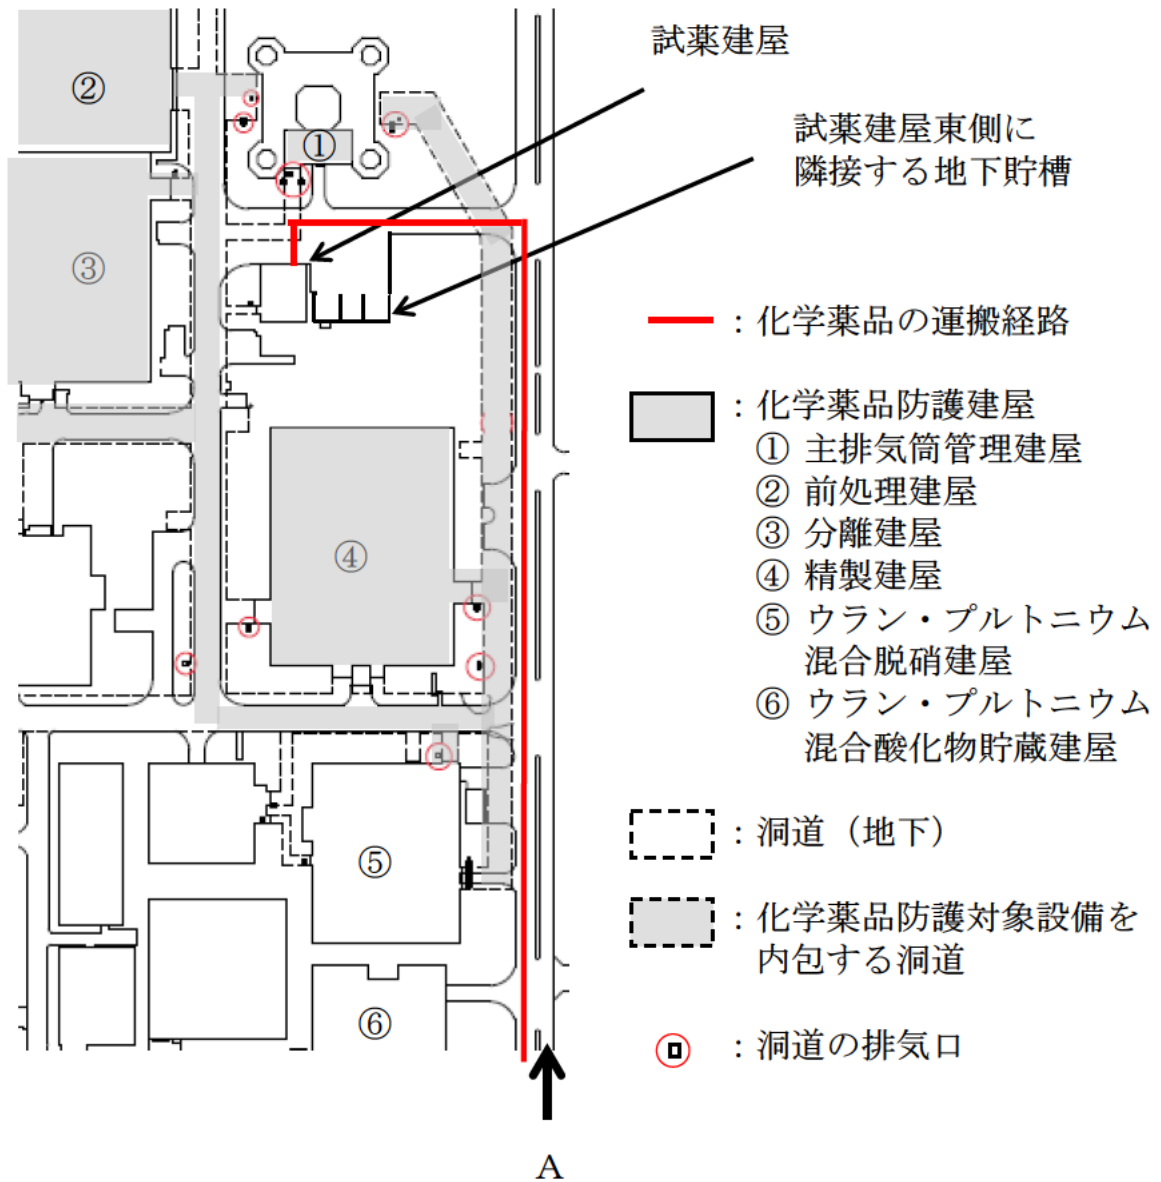 試薬建屋
試薬建屋東側に
隣接する地下貯槽
①
②
③
④
⑤
⑥
：化学薬品の運搬経路
：化学薬品防護建屋
① 主排気筒管理建屋
② 前処理建屋
③ 分離建屋
④ 精製建屋
⑤ ウラン・プルトニウム
混合脱硝建屋
⑥ ウラン・プルトニウム
混合酸化物貯蔵建屋
：洞道（地下）
：化学薬品防護対象設備を
内包する洞道
：洞道の排気口
A